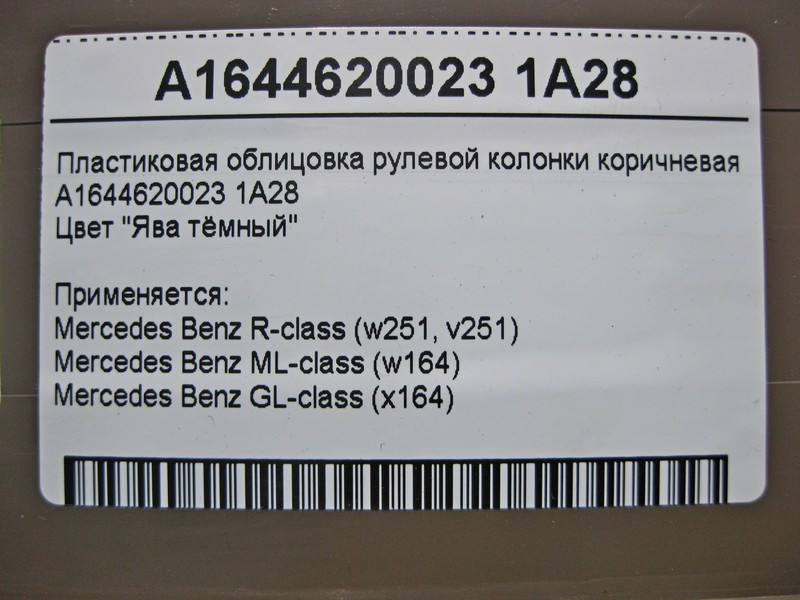 A1644620023 1A28
Пластиковая облицовка рулевой колонки коричневая
A1644620023 1A28
Цвет "Ява тёмный"
Применяется:
Mercedes Benz R-class (w251, v251)
Mercedes Benz ML-class (w164)
Mercedes Benz GL-class (x164)